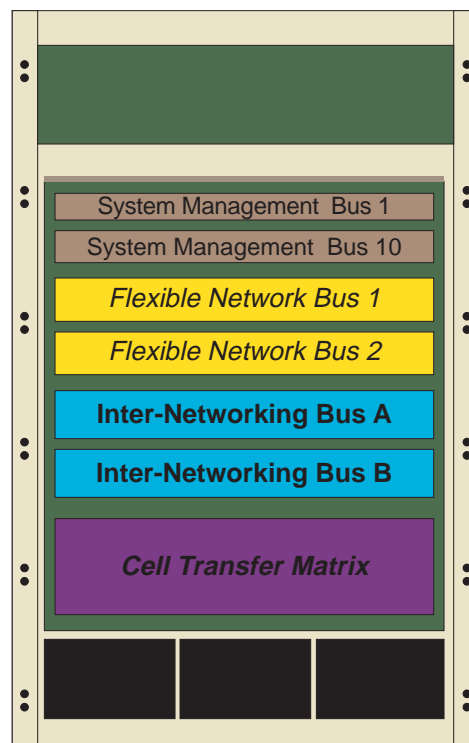 System Management Bus 1
System Management Bus 10
Flexible Network Bus 1
Flexible Network Bus 2
Inter-Networking Bus A
Inter-Networking Bus B
Cell Transfer Matrix